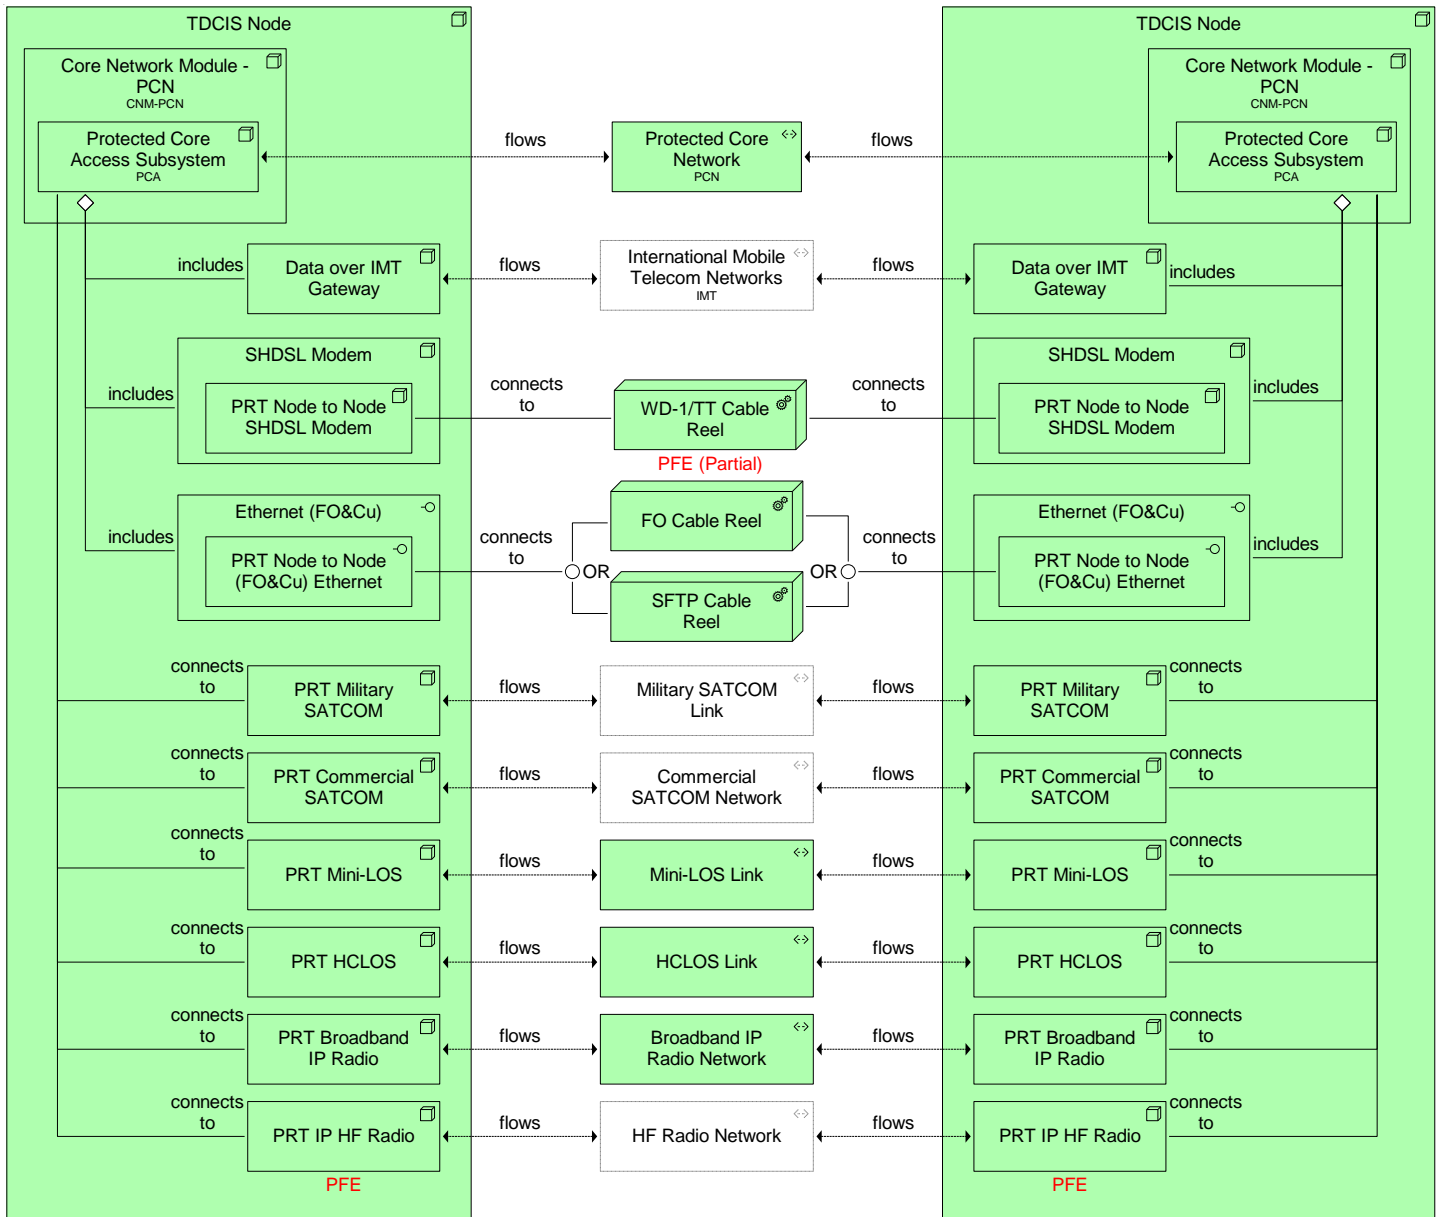 TDCIS Node
TDCIS Node
Core Network Module -
PCN
CNM-PCN
Core Network Module -
PCN
CNM-PCN
Protected Core
Access Subsystem
PCA
flows
Protected Core
Network
PCN
flows
Protected Core
Access Subsystem
PCA
includes
Data over IMT
Gateway
flows
International Mobile
Telecom Networks
IMT
flows
Data over IMT
Gateway
includes
SHDSL Modem
SHDSL Modem
includes
PRT Node to Node
SHDSL Modem
connects
to
WD-1/TT Cable
Reel
connects
to
PRT Node to Node
SHDSL Modem
includes
PFE (Partial)
Ethernet (FO&Cu)
FO Cable Reel
Ethernet (FO&Cu)
includes
PRT Node to Node
(FO&Cu) Ethernet
connects
to
OR
OR
connects
to
PRT Node to Node
(FO&Cu) Ethernet
includes
SFTP Cable
Reel
connects
to
PRT Military
SATCOM
flows
Military SATCOM
Link
flows
PRT Military
SATCOM
connects
to
connects
to
PRT Commercial
SATCOM
flows
Commercial
SATCOM Network
flows
PRT Commercial
SATCOM
connects
to
connects
to
PRT Mini-LOS
flows
Mini-LOS Link
flows
PRT Mini-LOS
connects
to
connects
to
PRT HCLOS
flows
HCLOS Link
flows
PRT HCLOS
connects
to
connects
to
PRT Broadband
IP Radio
flows
Broadband IP
Radio Network
flows
PRT Broadband
IP Radio
connects
to
connects
to
PRT IP HF Radio
flows
HF Radio Network
flows
PRT IP HF Radio
connects
to
PFE
PFE